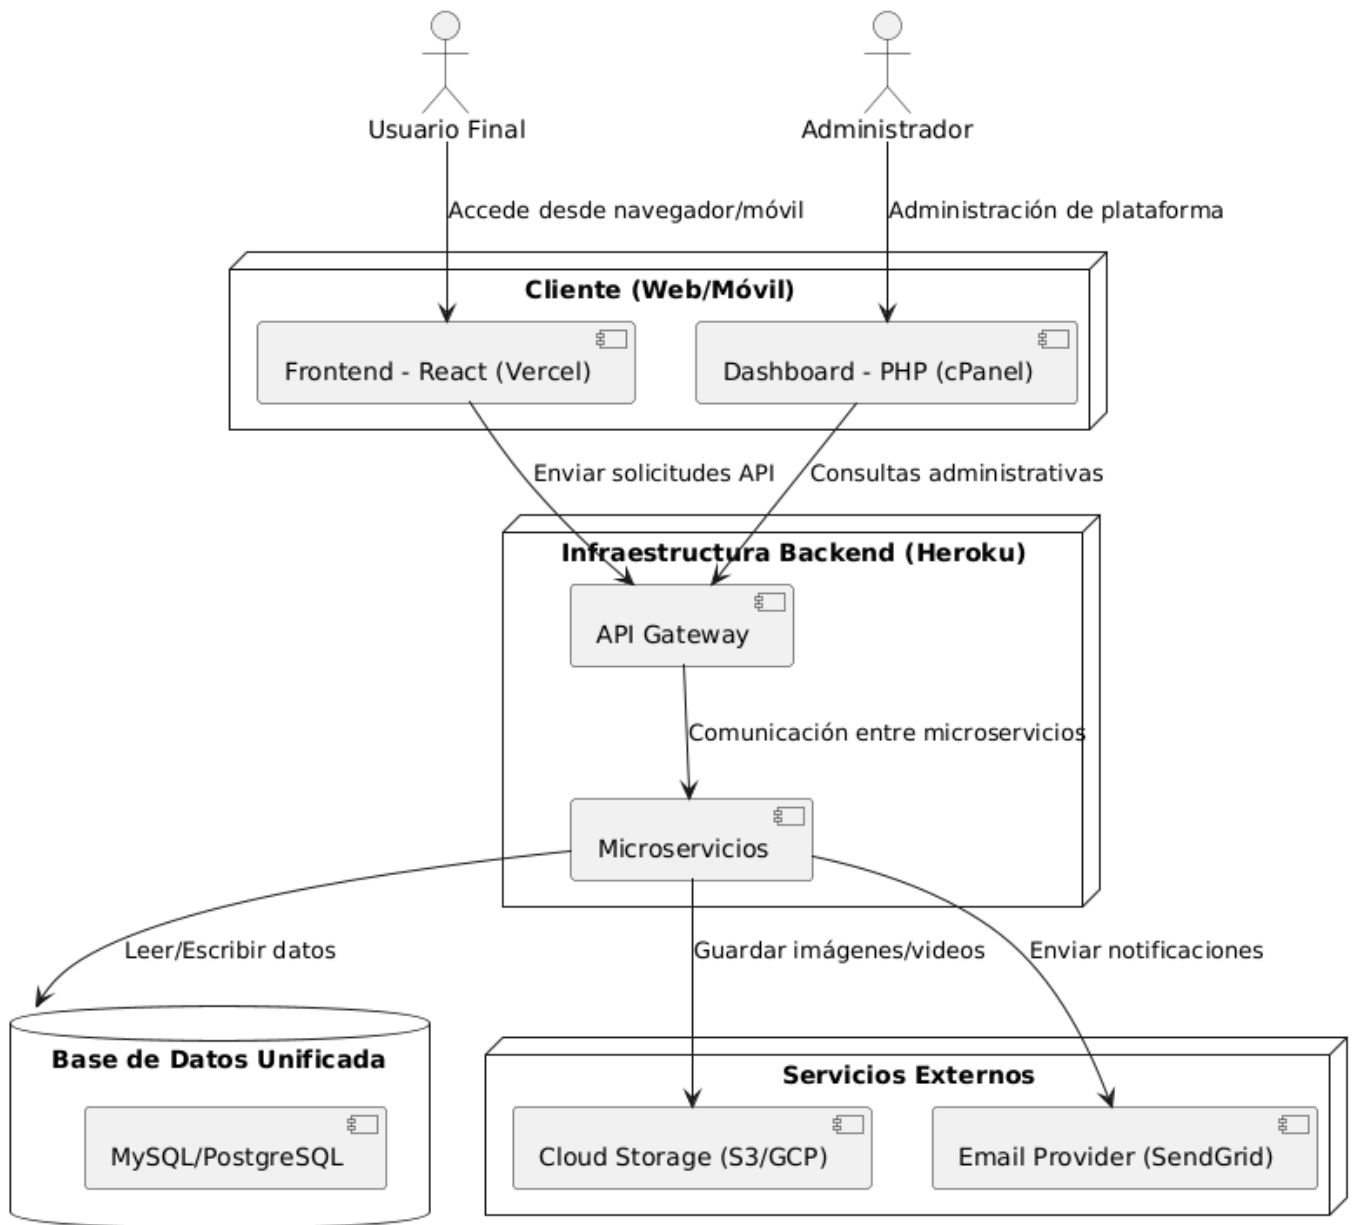 Usuario Final
Administrador
Accede desde navegador/móvil
Administración de plataforma
Cliente (Web/Móvil)
Frontend - React (Vercel)
Dashboard - PHP (cPanel)
Enviar solicitudes API
Consultas administrativas
Infraestructura Backend (Heroku)
API Gateway
Comunicación entre microservicios
Microservicios
Leer/Escribir datos
Guardar imágenes/videos
Enviar notificaciones
Base de Datos Unificada
MySQL/PostgreSQL
Servicios Externos
Cloud Storage (S3/GCP)
Email Provider (SendGrid)